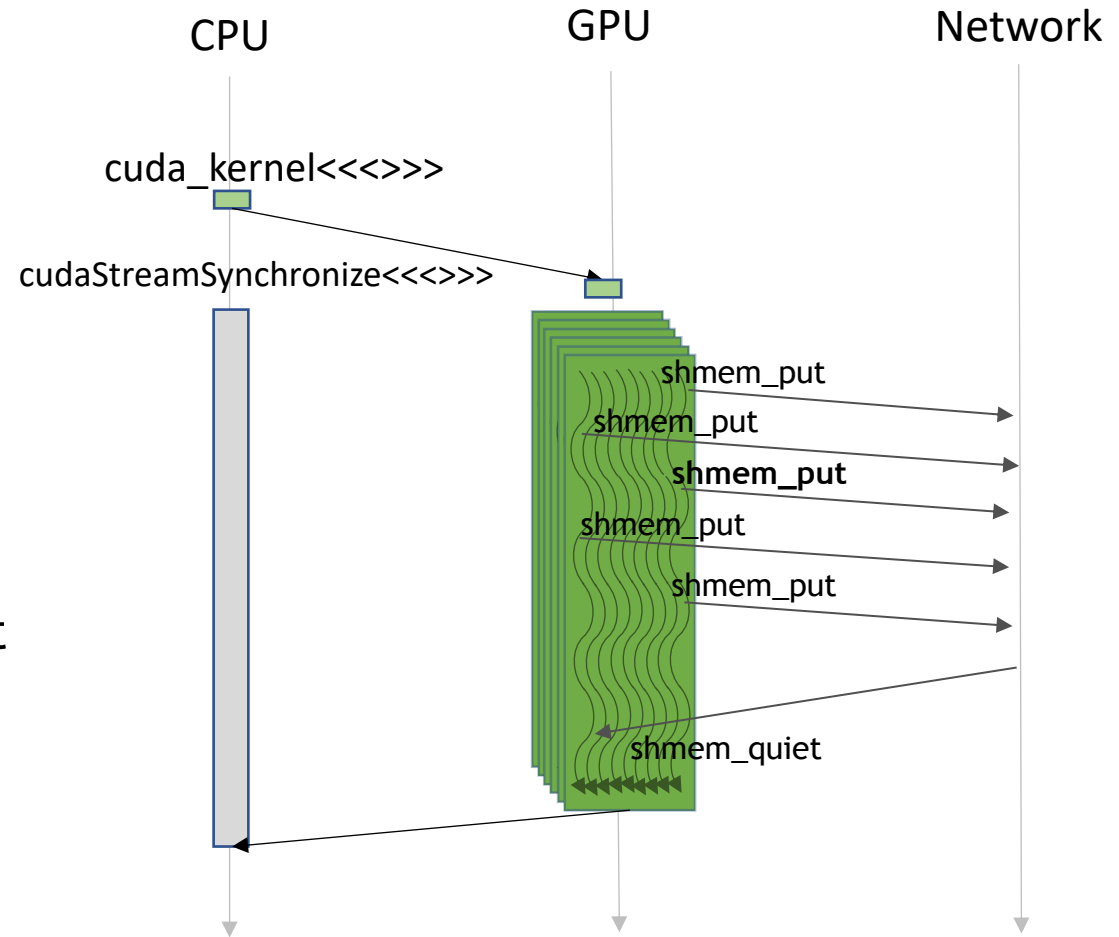 CPU
GPU
Network
cuda_kernel<<<>>>
cudaStreamSynchronize<<<>>>
shmem_put
shmem_put
shmem_put
shmem_put
shmem_put
t
shmem_quiet